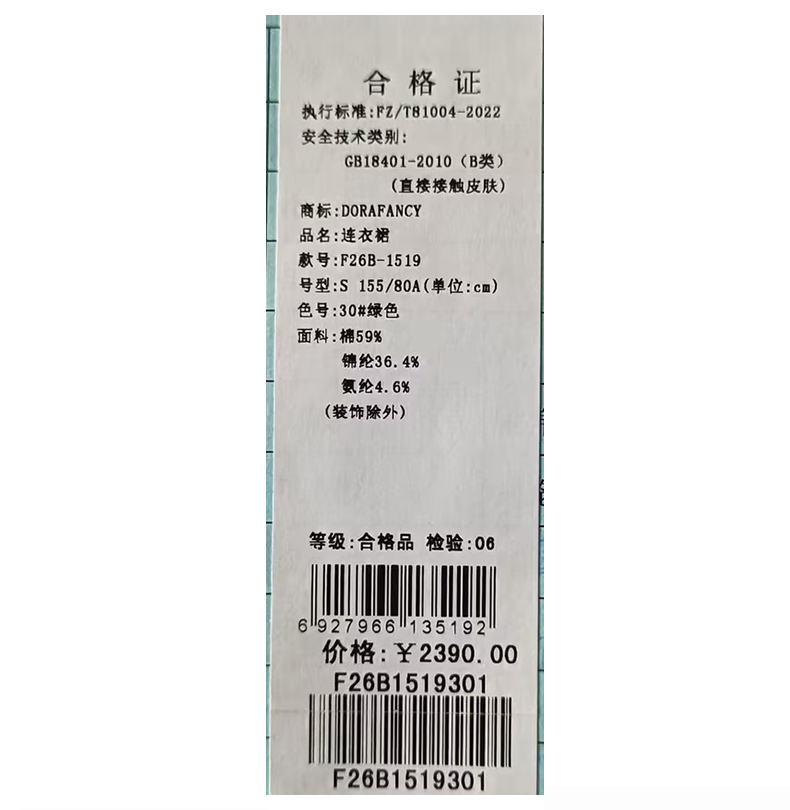 合格证
执行标准:FZ/T81004-2022
安全技术类别:
GB18401-2010（B类）
(直接接触皮肤)
商标:DORAFANCY
品名:连衣裙
款号:F26B-1519
号型:S 155/80A(单位:cm)
色号:30#绿色
面料:棉59%
锦纶36.4%
氨纶4.6%
(装饰除外)
等级:合格品 检验:06
6 927966 135192
价格:￥2390.00
F26B1519301
F26B1519301